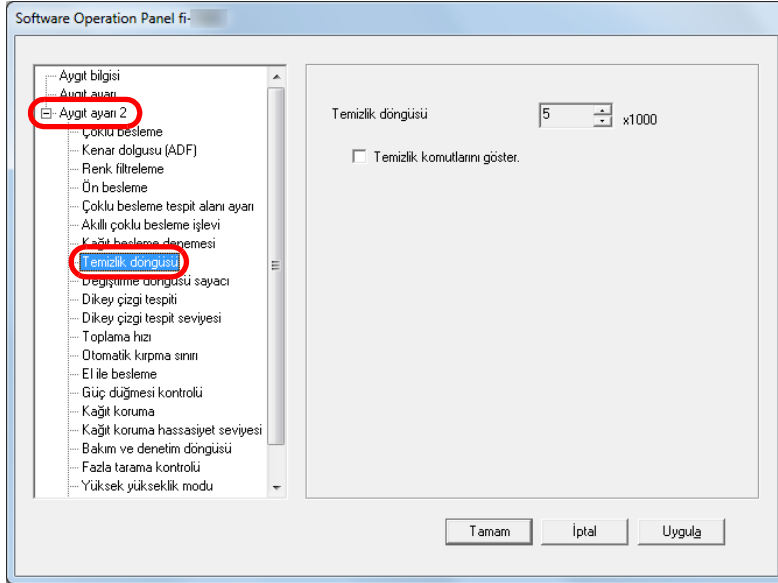 Software Operation Panel fi-
Aygıt bilgisi
Aygıt ayarı
Aygıt ayarı 2
Çoklu besleme
Kenar dolgusu (ADF)
Renk filtreleme
Ön besleme
Çoklu besleme tespit alanı ayarı
Akıllı çoklu besleme işlevi
Kağıt besleme denemesi
Temizlik döngüsü
Değiştirme döngüsü sayacı
Dikey çizgi tespiti
Dikey çizgi tespit seviyesi
Toplama hızı
Otomatik kırpma sınırı
El ile besleme
Güç düğmesi kontrolü
Kağıt koruma
Kağıt koruma hassasiyet seviyesi
Bakım ve denetim döngüsü
Fazla tarama kontrolü
Yüksek yükseklik modu
Temizlik döngüsü 5 x1000
Temizlik komutlarını göster.
Tamam İptal Uygula